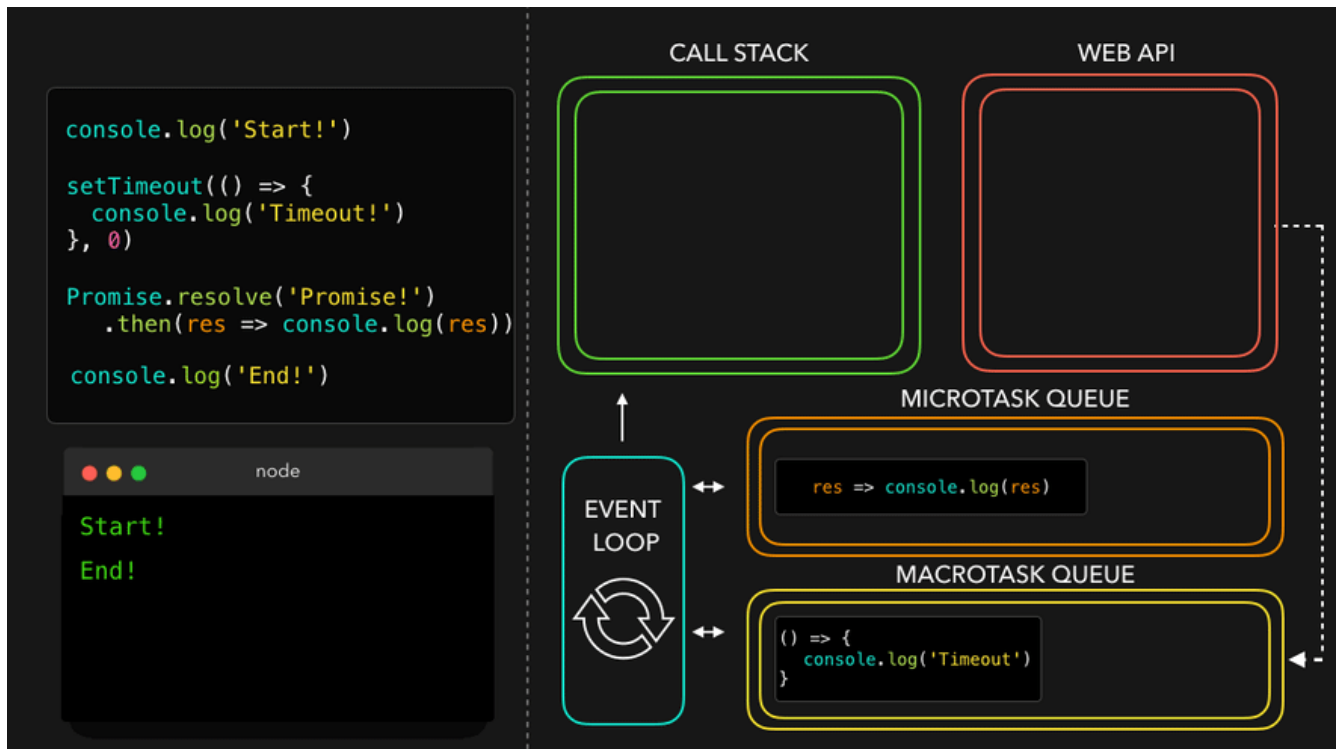 console.log('Start!')
setTimeout(() => {
  console.log('Timeout!')
}, 0)
Promise.resolve('Promise!')
   .then(res => console.log(res))
console.log('End!')
node
Start!
End!
CALL STACK
WEB API
MICROTASK QUEUE
res => console.log(res)
EVENT
LOOP
MACROTASK QUEUE
() => {
  console.log('Timeout')
}